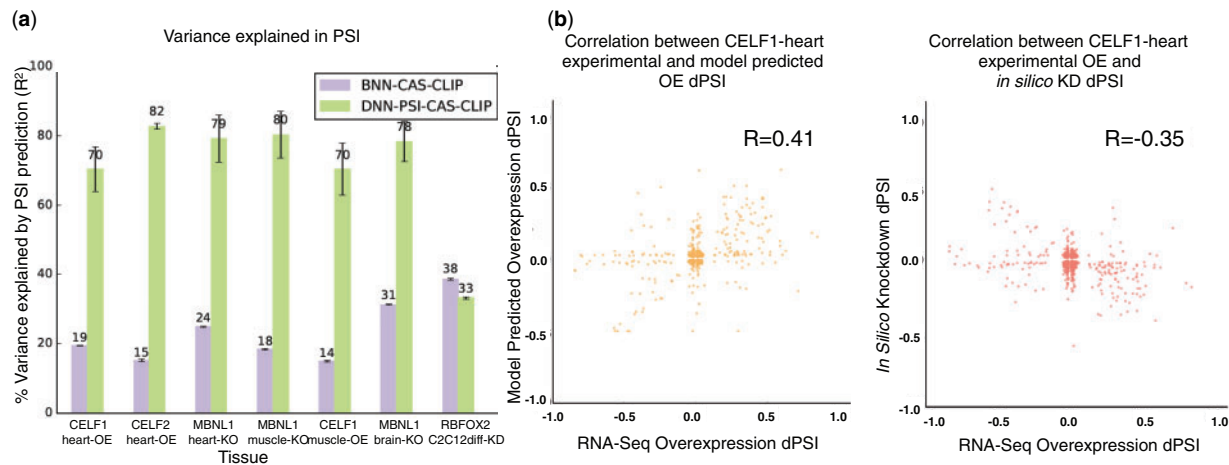 (a)
Variance explained in PSI
% Variance explained by PSI prediction (R²)
100
80
60
40
20
0
BNN-CAS-CLIP
DNN-PSI-CAS-CLIP
19
70
15
82
24
79
18
80
14
70
31
78
38
33
CELF1
heart-OE
CELF2
heart-OE
MBNL1
heart-KO
MBNL1
muscle-KO
CELF1
muscle-OE
MBNL1
brain-KO
RBFOX2
C2C12diff-KD
Tissue
(b)
Correlation between CELF1-heart
experimental and model predicted
OE dPSI
R=0.41
Model Predicted Overexpression dPSI
1.0
0.5
0.0
-0.5
-1.0
-1.0
-0.5
0.0
0.5
1.0
RNA-Seq Overexpression dPSI
Correlation between CELF1-heart
experimental OE and
in silico KD dPSI
R=-0.35
In Silico Knockdown dPSI
1.0
0.5
0.0
-0.5
-1.0
-1.0
-0.5
0.0
0.5
1.0
RNA-Seq Overexpression dPSI